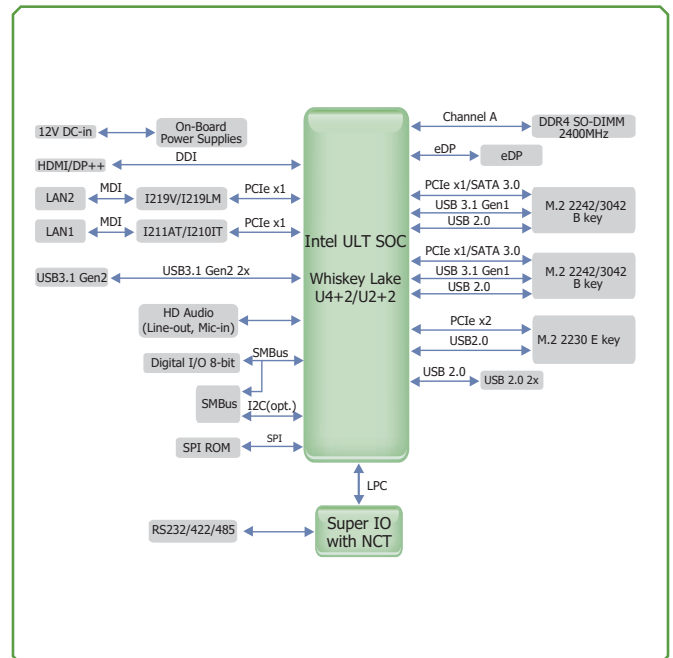 12V DC-in
On-Board
Power Supplies
HDMI/DP++
DDI
LAN2
MDI
I219V/I219LM
PCIe x1
LAN1
MDI
I211AT/I210IT
PCIe x1
USB3.1 Gen2
USB3.1 Gen2 2x
HD Audio
(Line-out, Mic-in)
Digital I/O 8-bit
SMBus
SMBus
I2C(opt.)
SPI ROM
SPI
Intel ULT SOC
Whiskey Lake
U4+2/U2+2
Channel A
DDR4 SO-DIMM
2400MHz
eDP
eDP
PCIe x1/SATA 3.0
USB 3.1 Gen1
USB 2.0
M.2 2242/3042
B key
PCIe x1/SATA 3.0
USB 3.1 Gen1
USB 2.0
M.2 2242/3042
B key
PCIe x2
USB2.0
M.2 2230 E key
USB 2.0
USB 2.0 2x
LPC
RS232/422/485
Super IO
with NCT